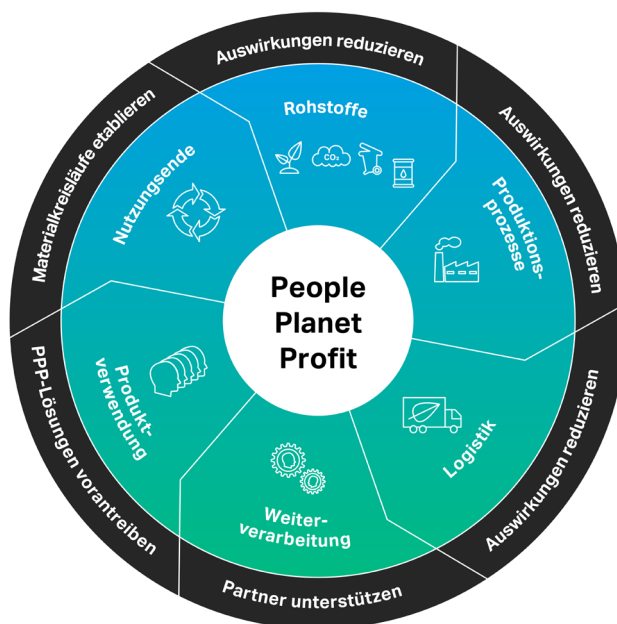 Auswirkungen reduzieren
Rohstoffe
CO₂
Auswirkungen reduzieren
Produktions-
prozesse
Auswirkungen reduzieren
Logistik
Partner unterstützen
Weiter-
verarbeitung
PPP-Lösungen vorantreiben
Produkt-
verwendung
Materialkreisläufe etablieren
Nutzungsende
People
Planet
Profit